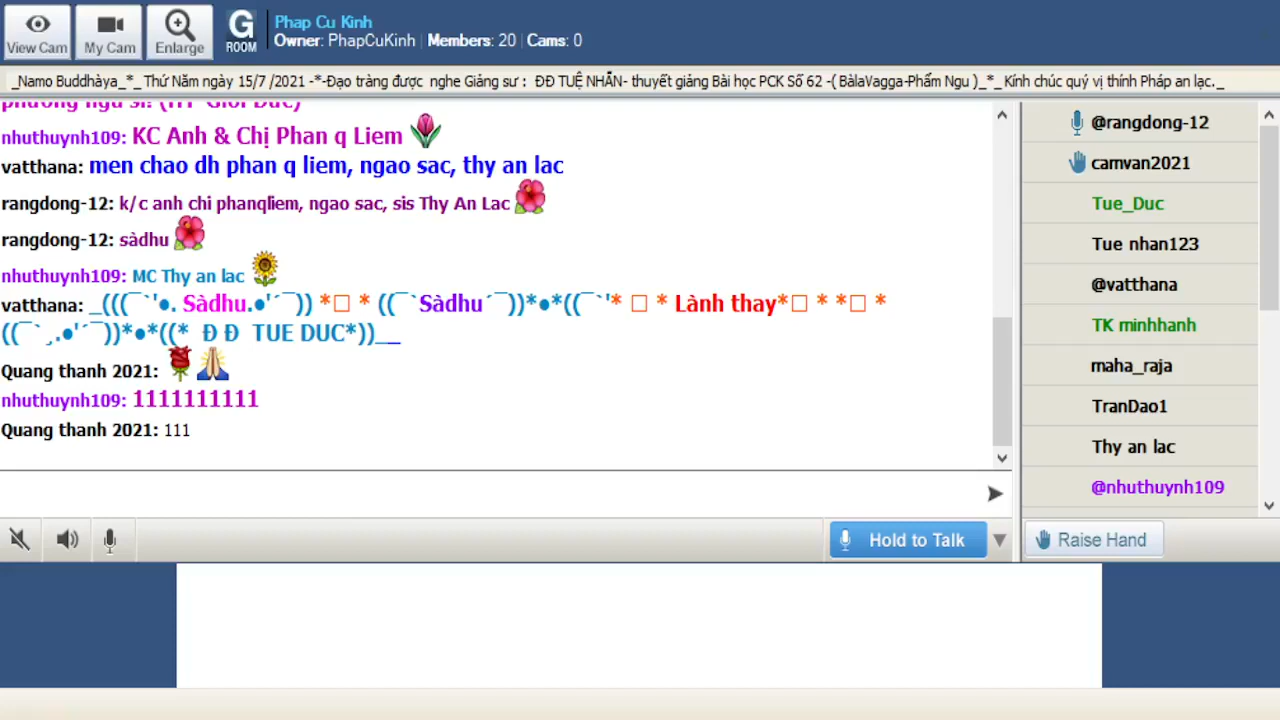 View Cam
My Cam
Enlarge
G
ROOM
Phap Cu Kinh
Owner: PhapCuKinh | Members: 20 | Cams: 0
_Namo Buddhàya_*_ Thứ Năm ngày 15/7 /2021 -*-Đạo tràng được nghe Giảng sư : ĐĐ TUỆ NHẪN- thuyết giảng Bài học PCK Số 62 -( BàlaVagga-Phẩm Ngu )_*_ Kính chúc quý vị thính Pháp an lạc._
nhuthuynh109: KC Anh & Chị Phan q Liem
vatthana: men chao dh phan q liem, ngao sac, thy an lac
rangdong-12: k/c anh chi phanqliem, ngao sac, sis Thy An Lac
rangdong-12: sàdhu
nhuthuynh109: MC Thy an lac
vatthana: _(((¯`'●. Sàdhu.●'´¯)) *□ * ((¯`Sàdhu´¯))*●*((¯`'* □ * Lành thay*□ * *□ *
((¯`¸.●'´¯))*●*((* Đ Đ TUE DUC*))__
Quang thanh 2021:
nhuthuynh109: 1111111111
Quang thanh 2021: 111
@rangdong-12
camvan2021
Tue_Duc
Tue nhan123
@vatthana
TK minhhanh
maha_raja
TranDao1
Thy an lac
@nhuthuynh109
Hold to Talk
Raise Hand